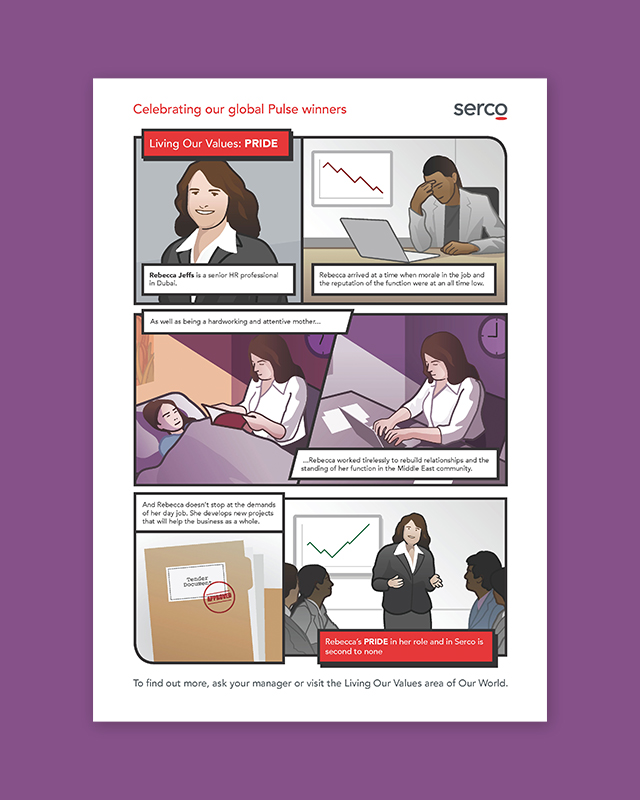 Celebrating our global Pulse winners
serco
Living Our Values: PRIDE
Rebecca Jeffs is a senior HR professional
in Dubai.
Rebecca arrived at a time when morale in the job and
the reputation of the function were at an all time low.
As well as being a hardworking and attentive mother...
...Rebecca worked tirelessly to rebuild relationships and the
standing of her function in the Middle East community.
And Rebecca doesn't stop at the demands
of her day job. She develops new projects
that will help the business as a whole.
Tender
Document
APPROVED
Rebecca's PRIDE in her role and in Serco is
second to none
To find out more, ask your manager or visit the Living Our Values area of Our World.